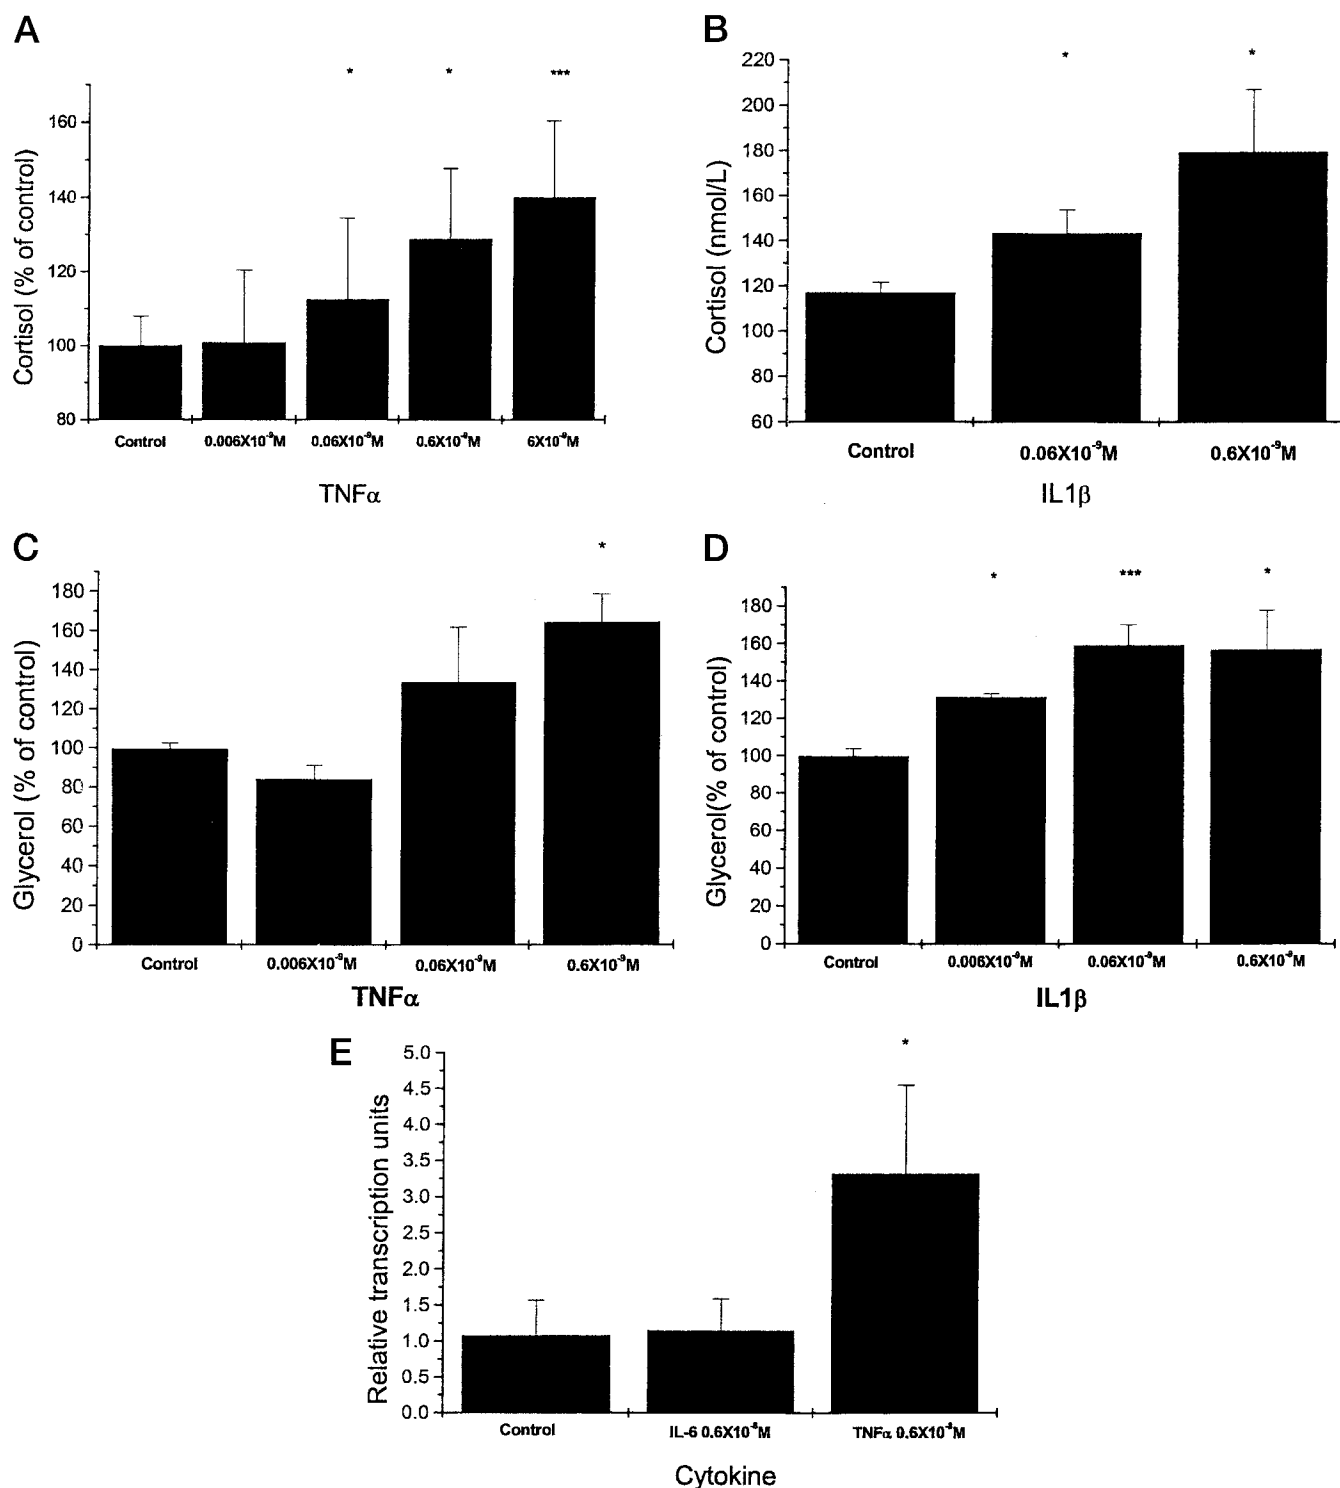 A
* * ***
Cortisol (% of control)
160
140
120
100
80
Control 0.006X10⁻⁹M 0.06X10⁻⁹M 0.6X10⁻⁹M 6X10⁻⁹M
TNFα
B
* *
Cortisol (nmol/L)
220
200
180
160
140
120
100
80
60
Control 0.06X10⁻⁹M 0.6X10⁻⁹M
IL1β
C
*
Glycerol (% of control)
180
160
140
120
100
80
60
40
20
0
Control 0.006X10⁻⁹M 0.06X10⁻⁹M 0.6X10⁻⁹M
TNFα
D
* *** *
Glycerol(% of control)
180
160
140
120
100
80
60
40
20
0
Control 0.006X10⁻⁹M 0.06X10⁻⁹M 0.6X10⁻⁹M
IL1β
E
*
Relative transcription units
5.0
4.5
4.0
3.5
3.0
2.5
2.0
1.5
1.0
0.5
0.0
Control IL-6 0.6X10⁻⁹M TNFα 0.6X10⁻⁹M
Cytokine